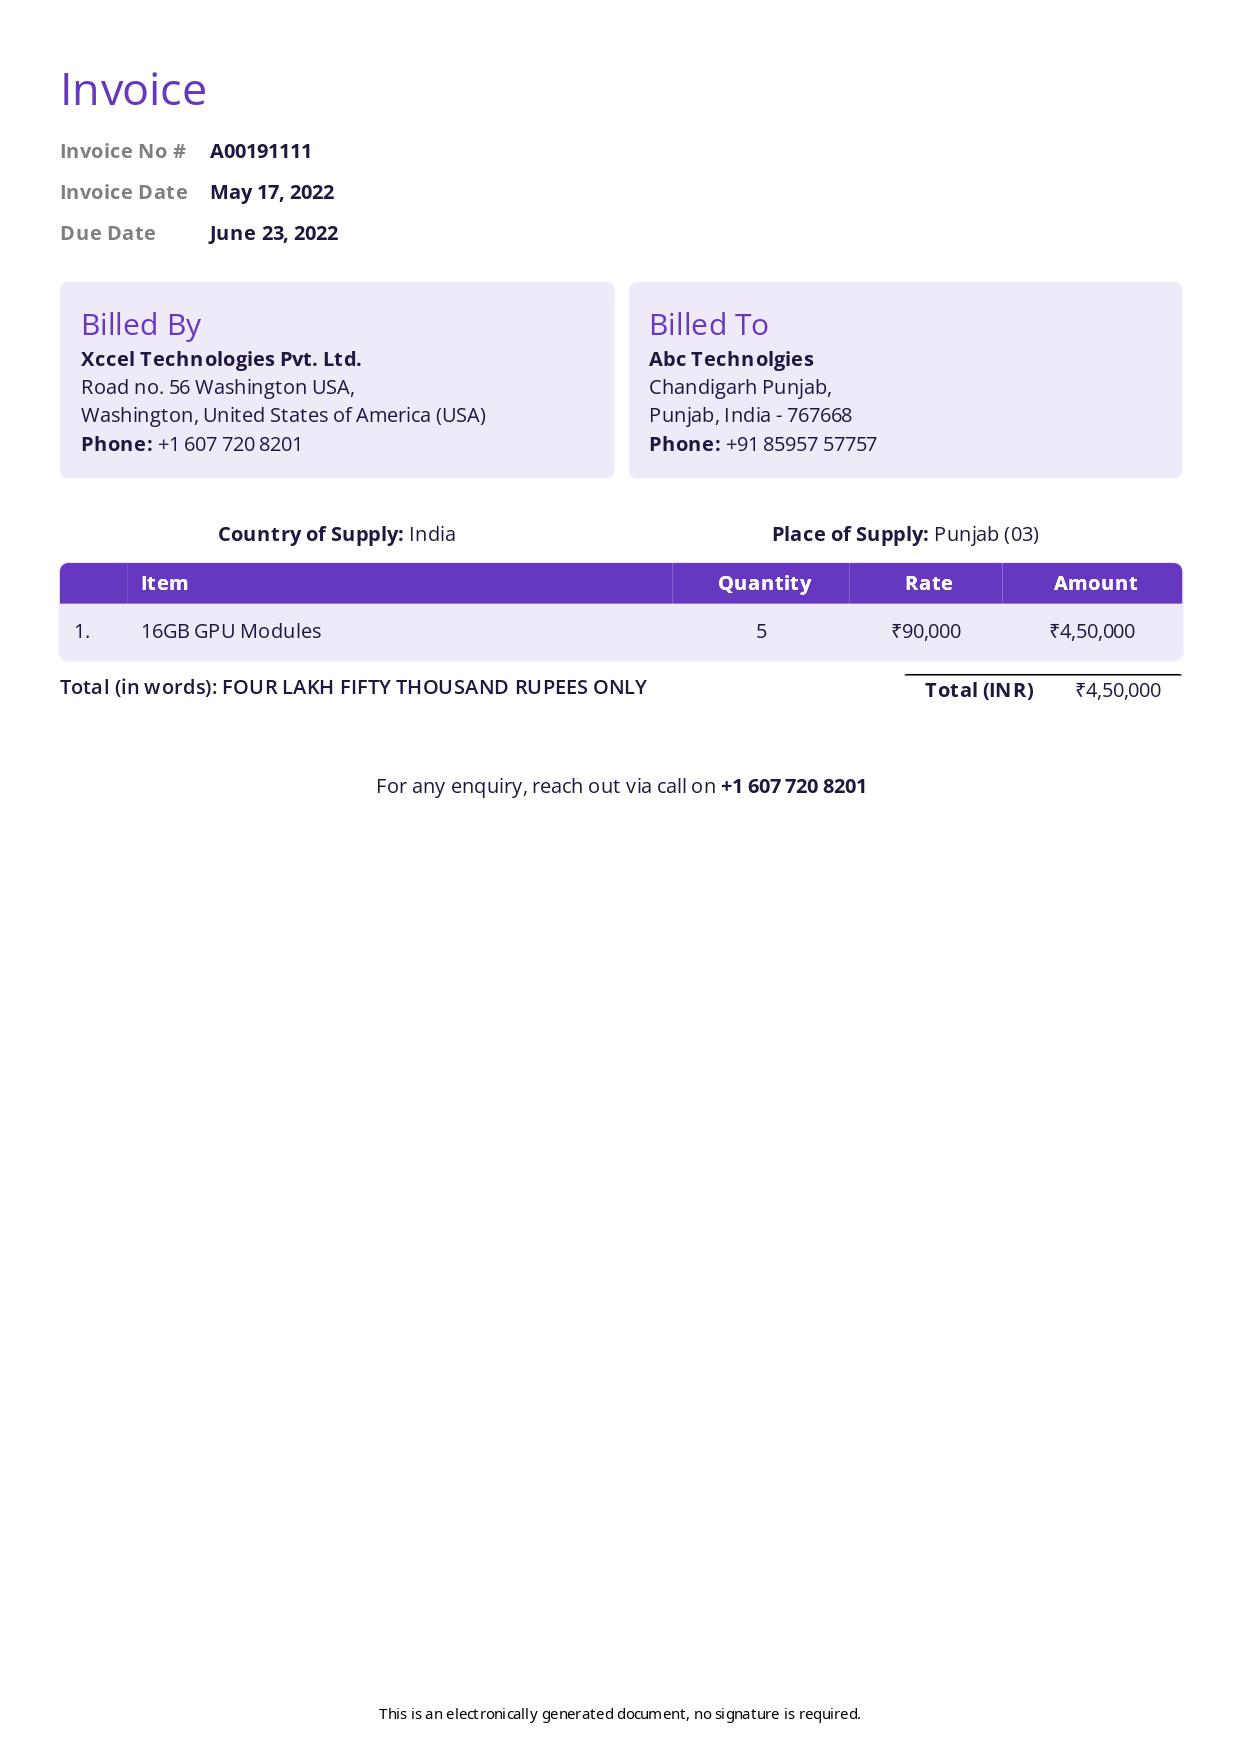 Invoice
Invoice No # A00191111
Invoice Date May 17, 2022
Due Date June 23, 2022
Billed By
Xccel Technologies Pvt. Ltd.
Road no. 56 Washington USA,
Washington, United States of America (USA)
Phone: +1 607 720 8201
Billed To
Abc Technolgies
Chandigarh Punjab,
Punjab, India - 767668
Phone: +91 85957 57757
Country of Supply: India Place of Supply: Punjab (03)
Item Quantity Rate Amount
1. 16GB GPU Modules 5 ₹90,000 ₹4,50,000
Total (in words): FOUR LAKH FIFTY THOUSAND RUPEES ONLY Total (INR) ₹4,50,000
For any enquiry, reach out via call on +1 607 720 8201
This is an electronically generated document, no signature is required.